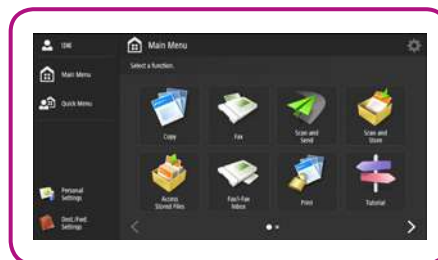 Main Menu
Select a function.
Main Menu
Quick Menu
Copy
Fax
Scan and
Send
Scan and
Store
Access
Stored Files
Fax/I-Fax
Inbox
Print
Tutorial
Personal
Settings
Dest./Fwd.
Settings